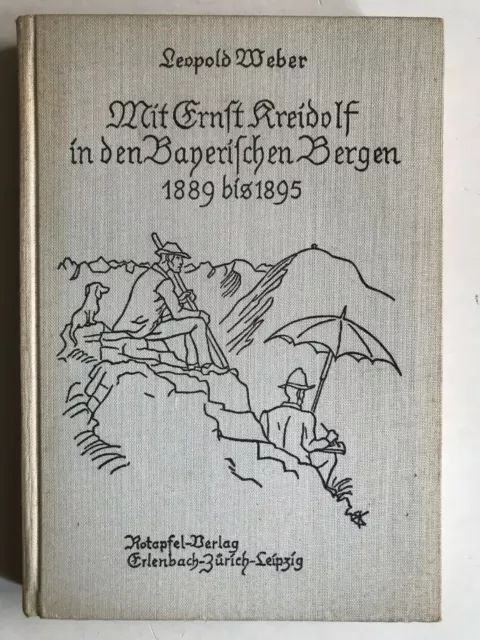 Leopold Weber
Mit Ernst Kreidolf
in den Bayerischen Bergen
1889 bis 1895
Rotapfel-Verlag
Erlenbach-Zürich-Leipzig